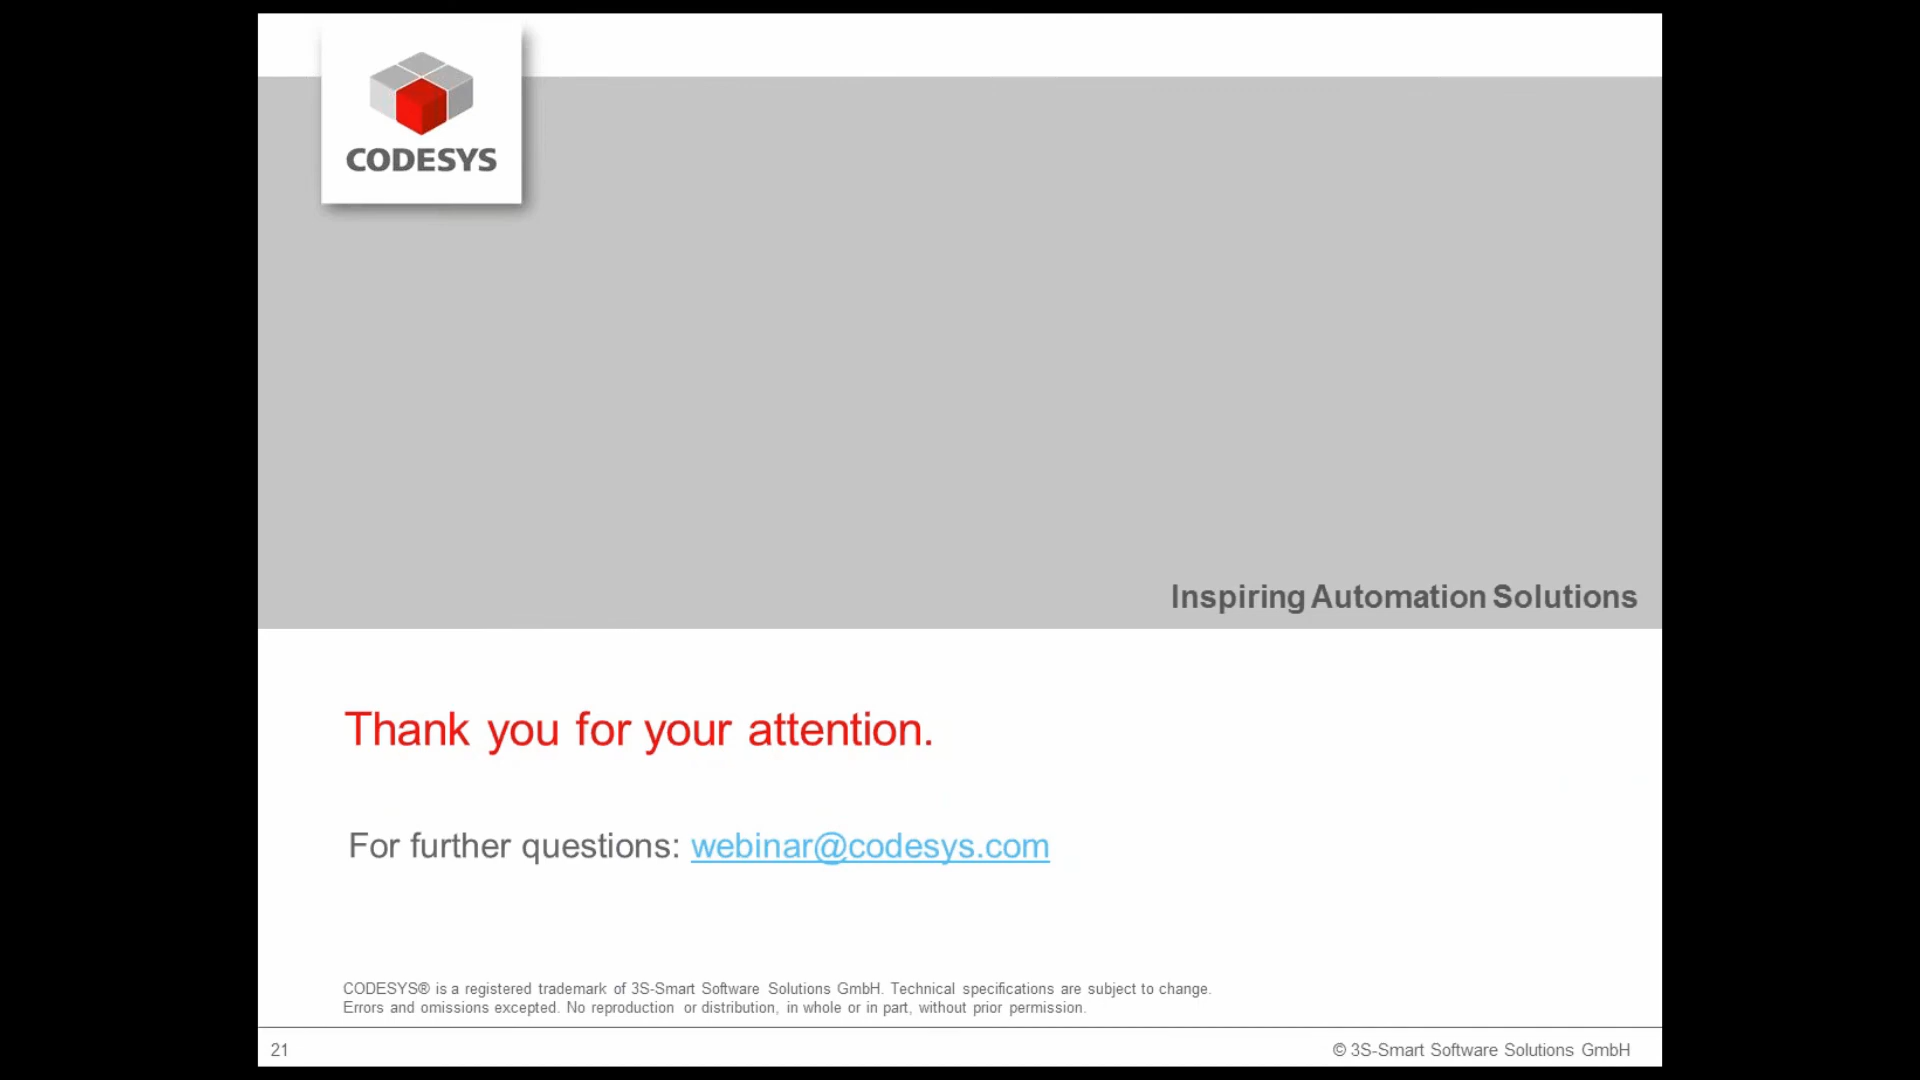 CODESYS
Inspiring Automation Solutions
Thank you for your attention.
For further questions: webinar@codesys.com
CODESYS® is a registered trademark of 3S-Smart Software Solutions GmbH. Technical specifications are subject to change.
Errors and omissions excepted. No reproduction or distribution, in whole or in part, without prior permission.
21
© 3S-Smart Software Solutions GmbH